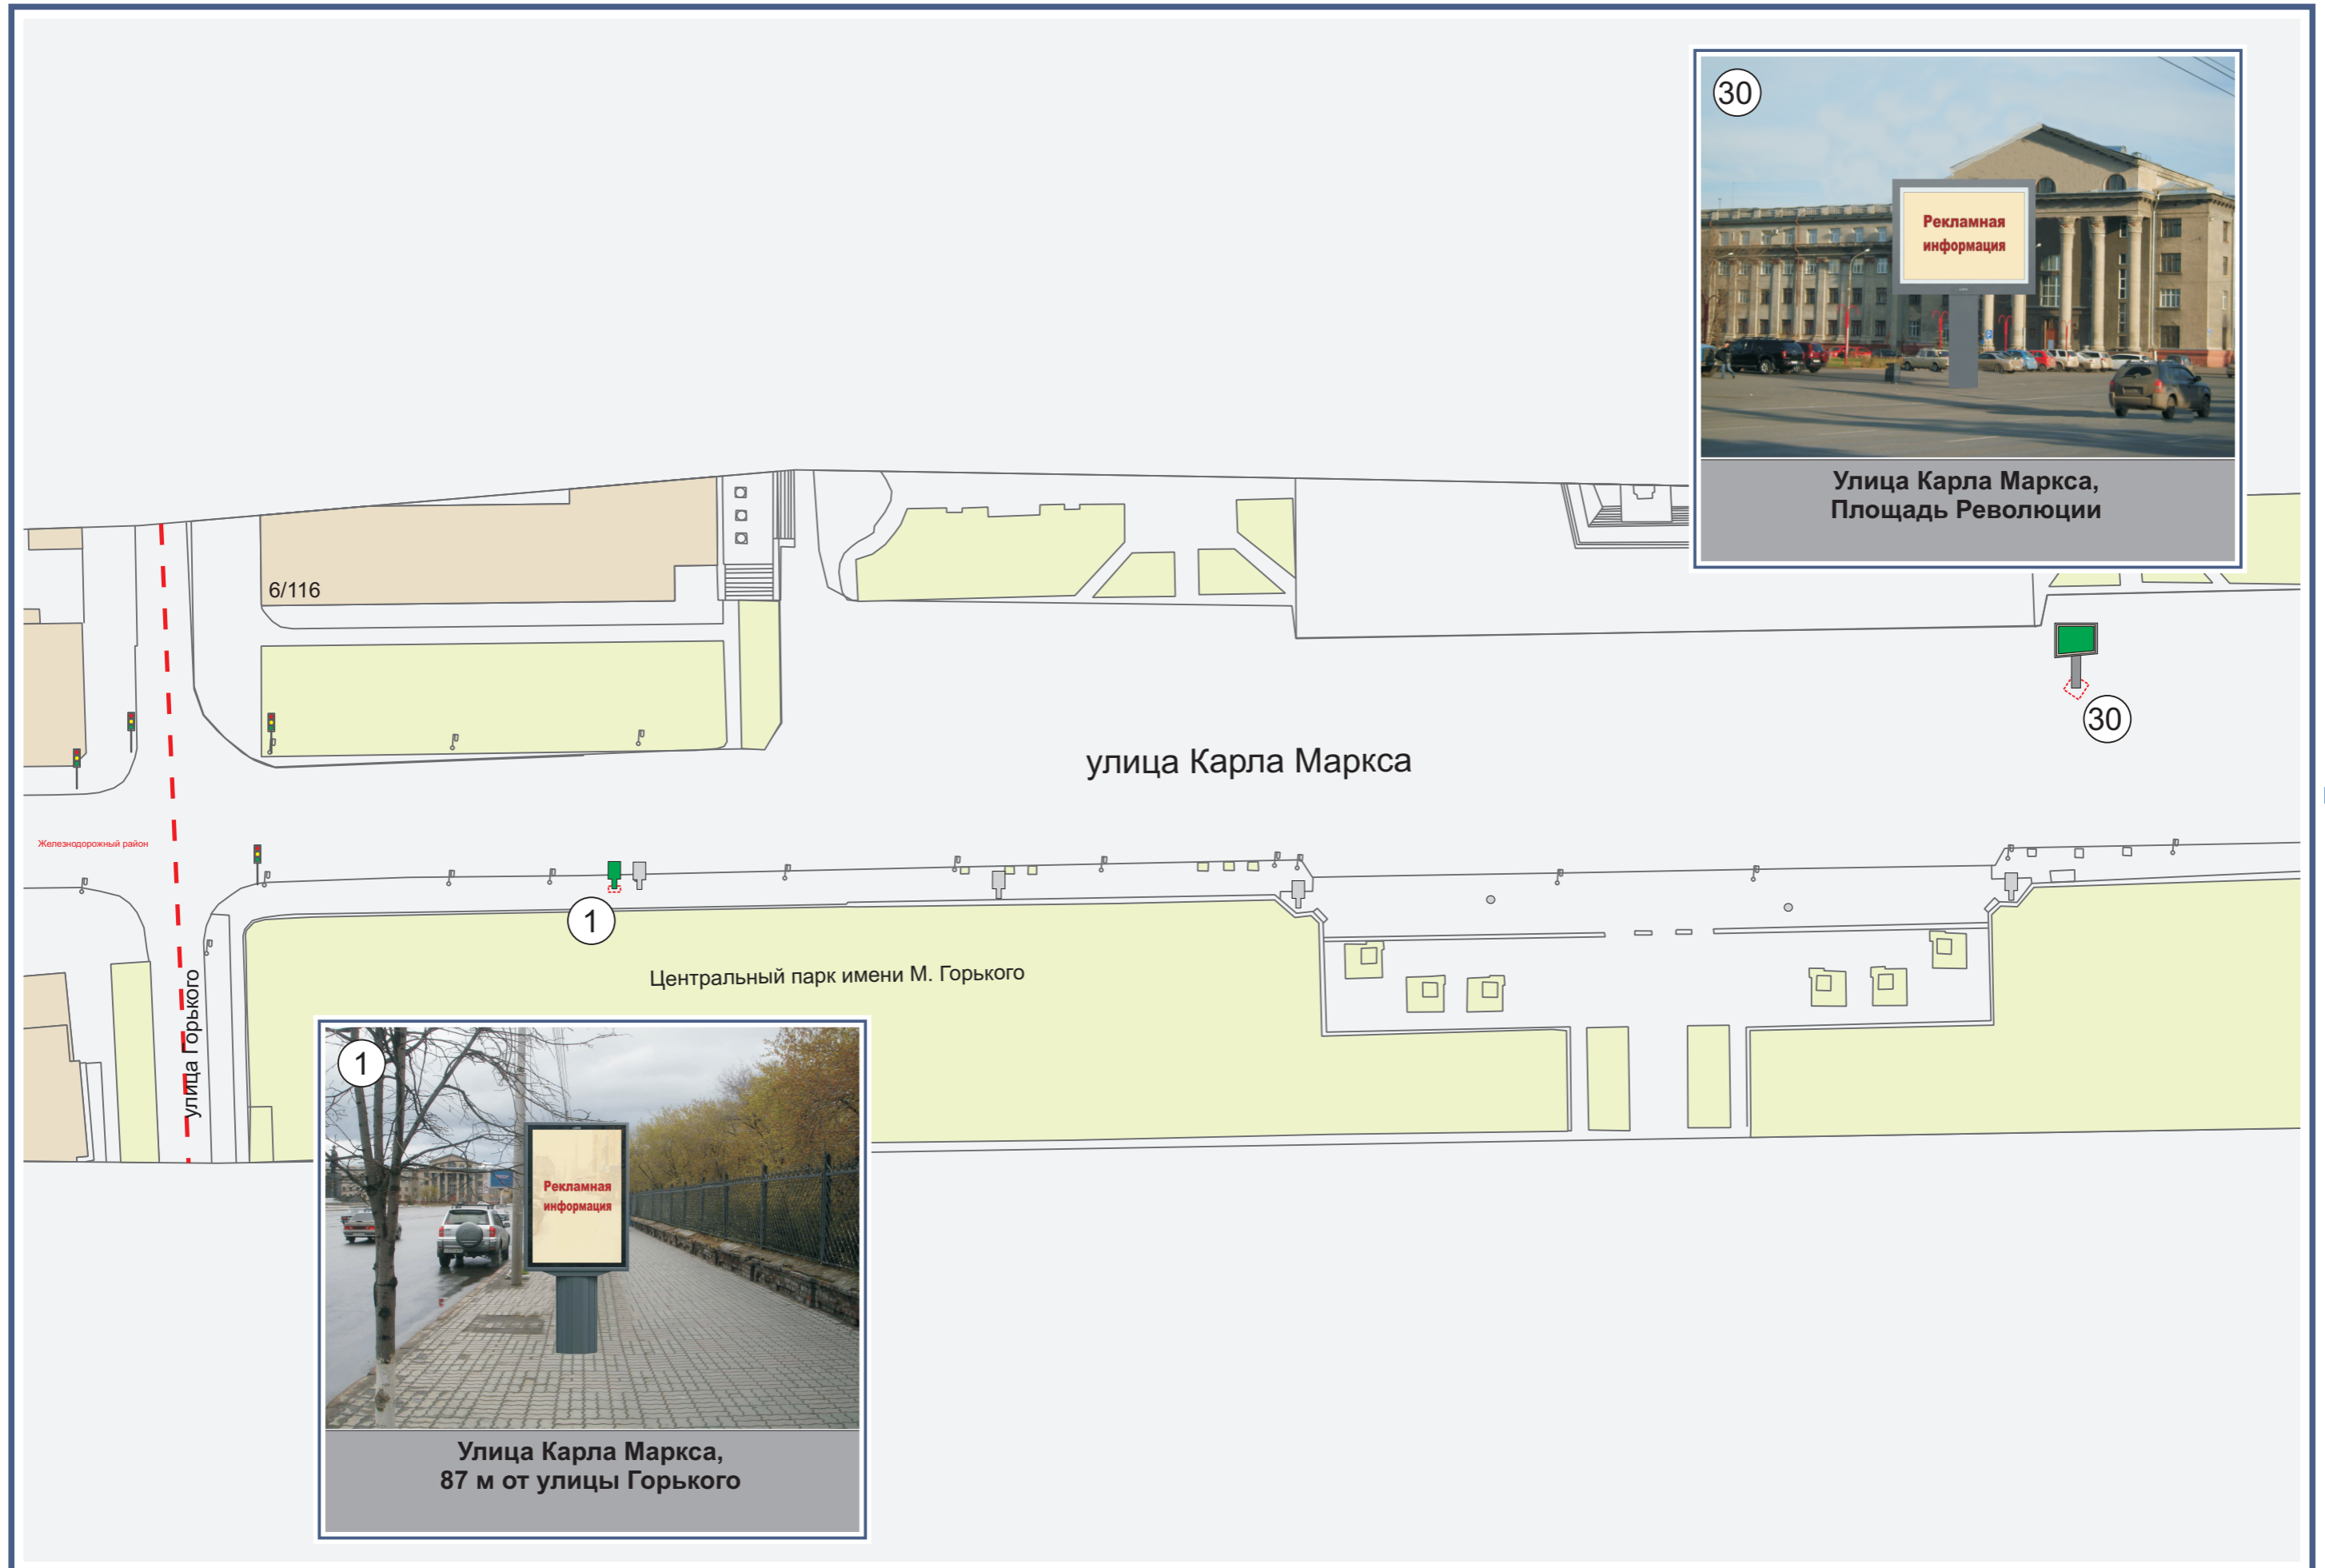 30
Рекламная
информация
Улица Карла Маркса,
Площадь Революции
6/116
30
улица Карла Маркса
Железнодорожный район
1
Центральный парк имени М. Горького
улица Горького
1
Рекламная
информация
Улица Карла Маркса,
87 м от улицы Горького